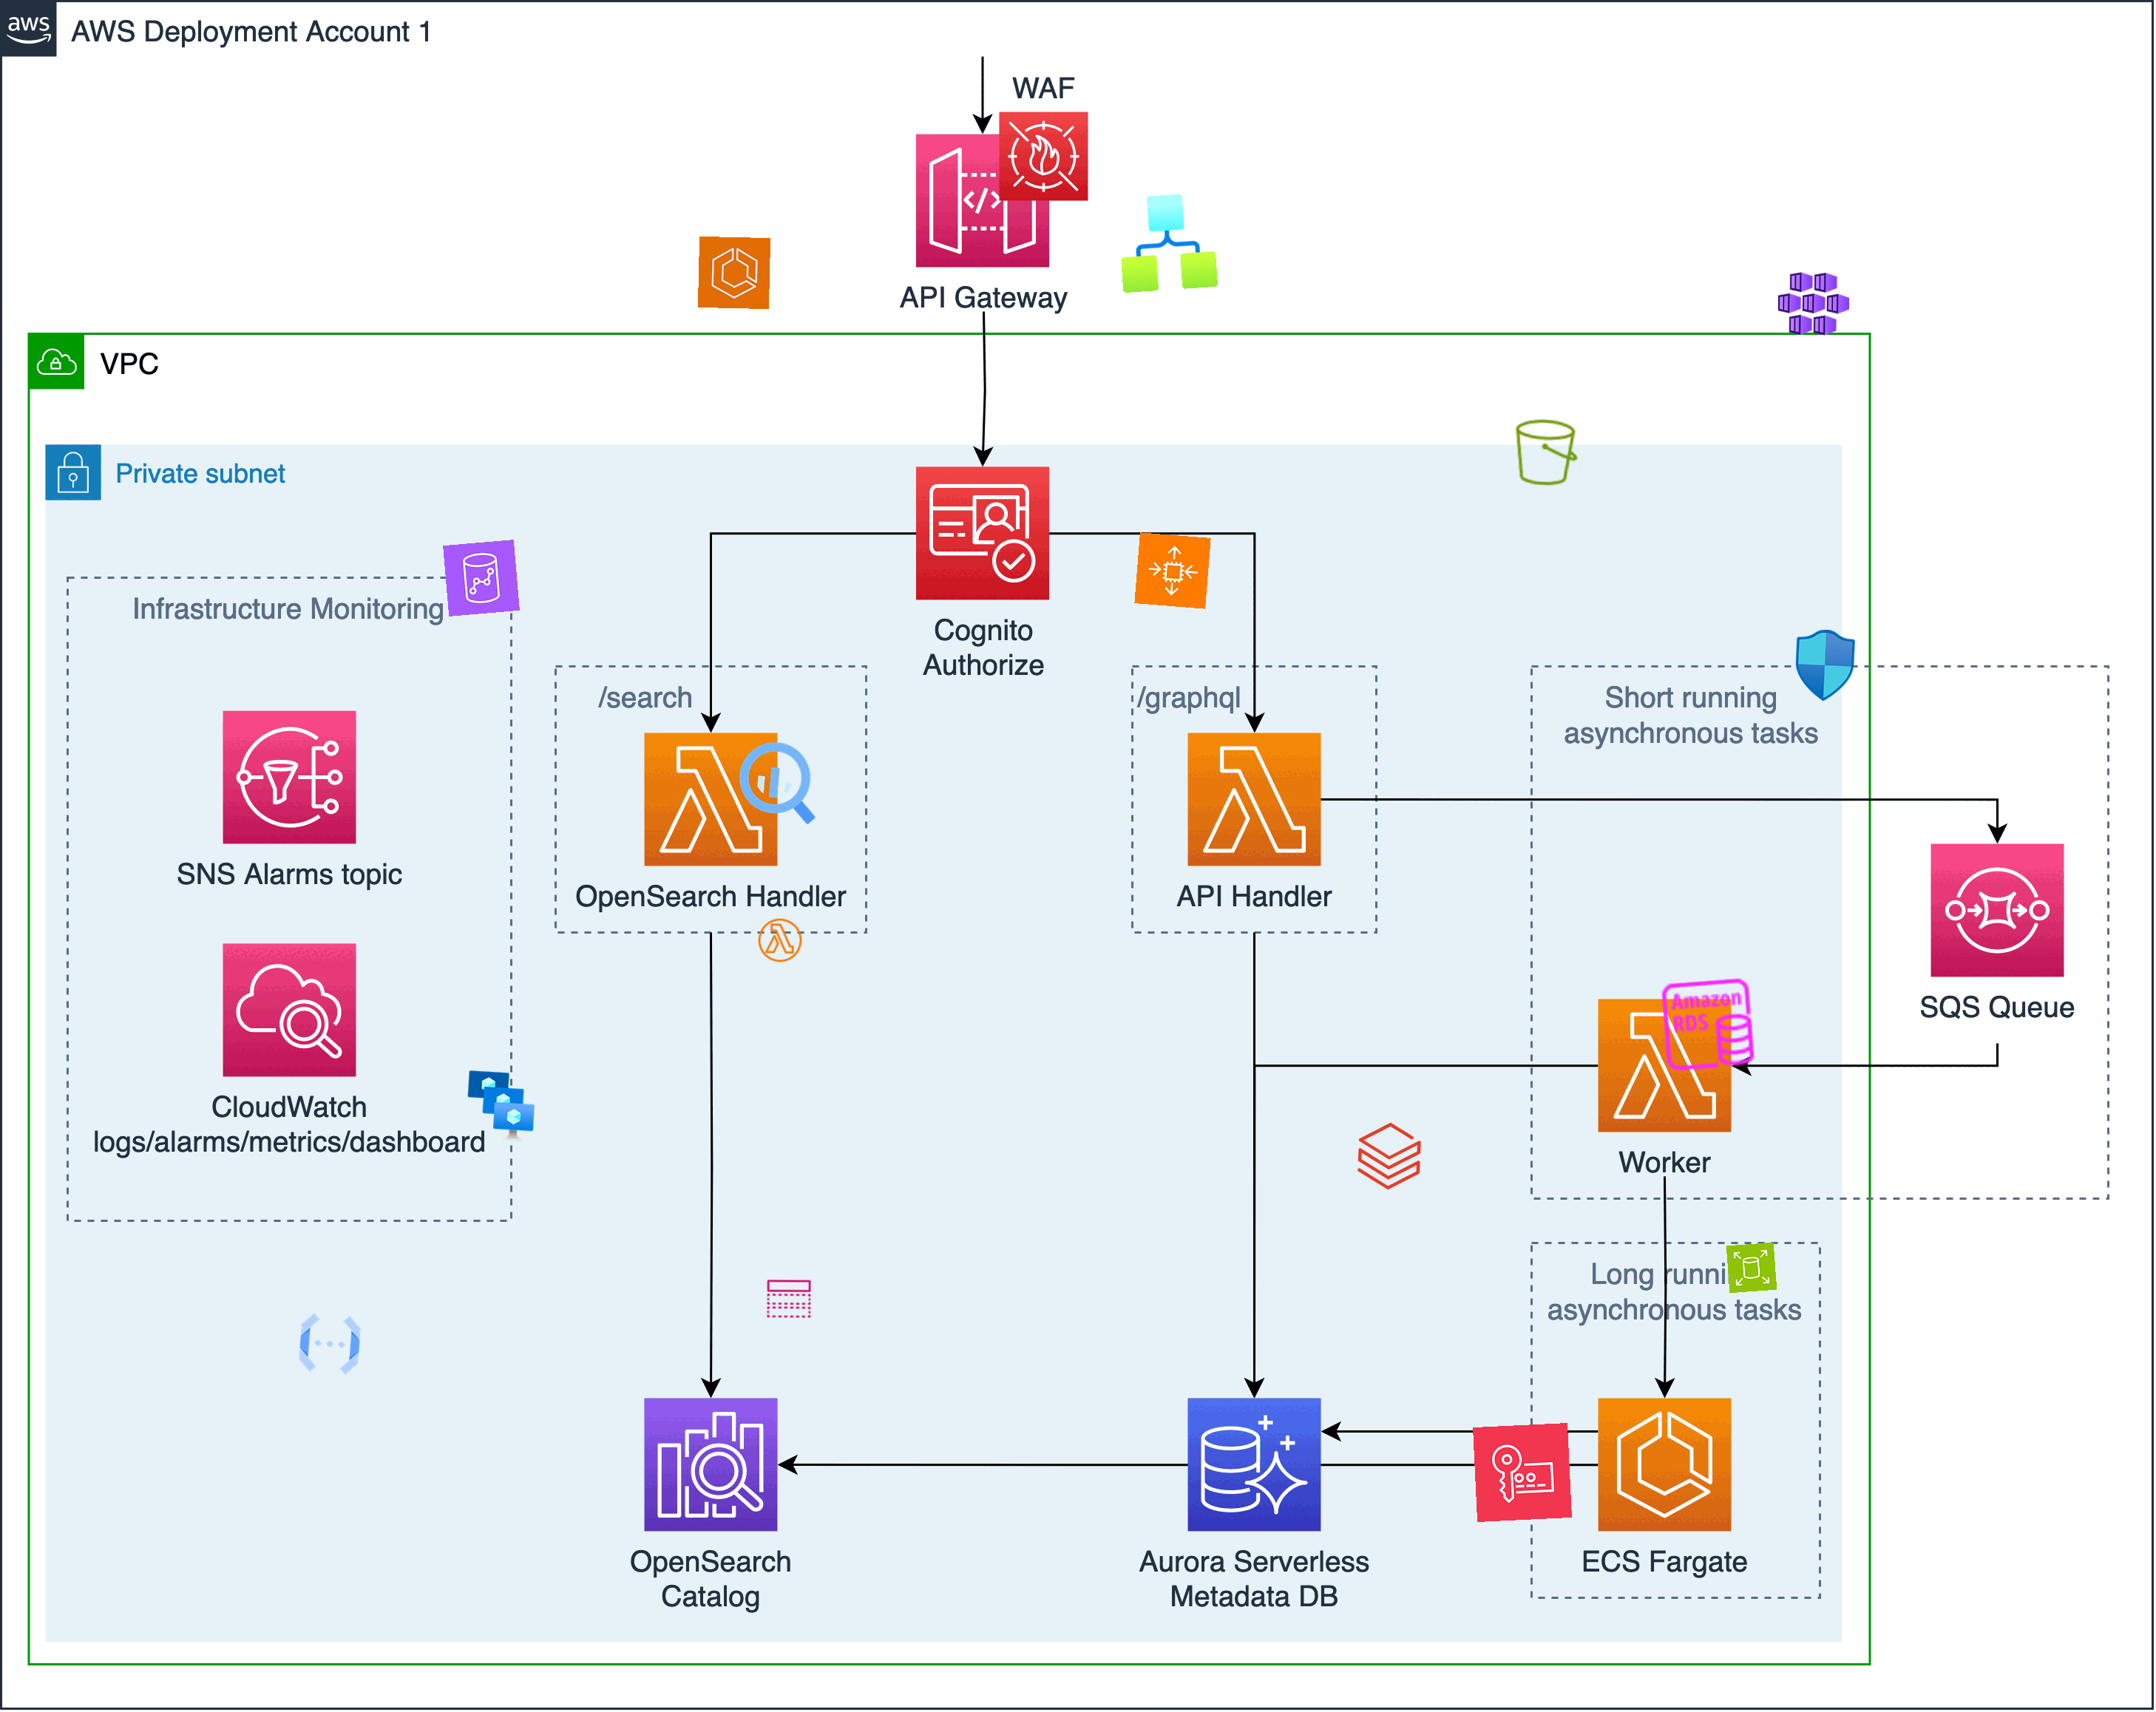 aws
AWS Deployment Account 1
WAF
API Gateway
VPC
Private subnet
Infrastructure Monitoring
Cognito
Authorize
/search
/graphql
Short running
asynchronous tasks
SNS Alarms topic
OpenSearch Handler
API Handler
Amazon
RDS
SQS Queue
CloudWatch
logs/alarms/metrics/dashboard
Worker
Long runni
asynchronous tasks
OpenSearch
Catalog
Aurora Serverless
Metadata DB
ECS Fargate